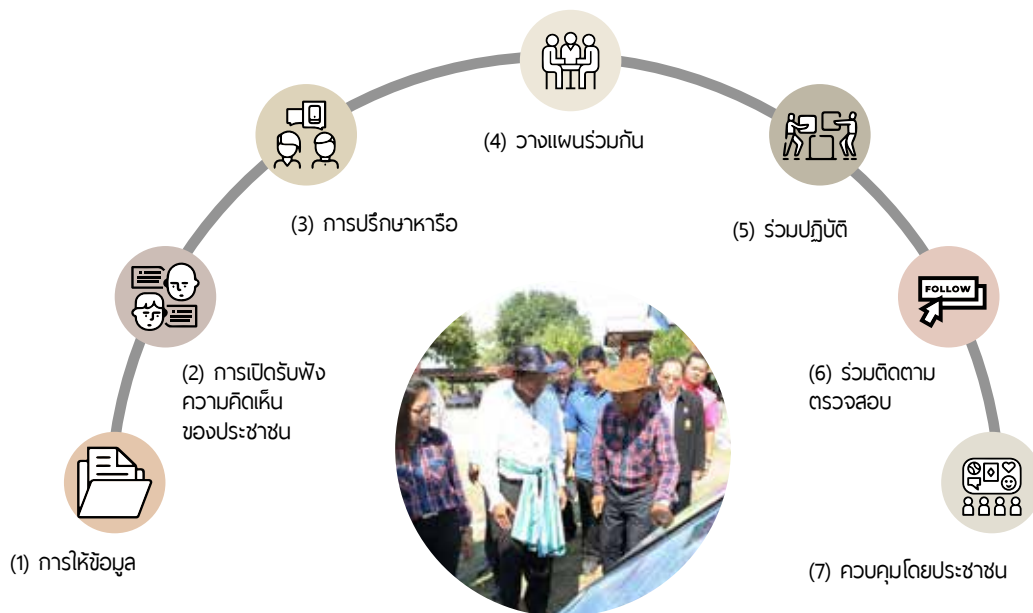 (1) การให้ข้อมูล
(2) การเปิดรับฟัง
ความคิดเห็น
ของประชาชน
(3) การปรึกษาหารือ
(4) วางแผนร่วมกัน
(5) ร่วมปฏิบัติ
FOLLOW
(6) ร่วมติดตาม
ตรวจสอบ
(7) ควบคุมโดยประชาชน